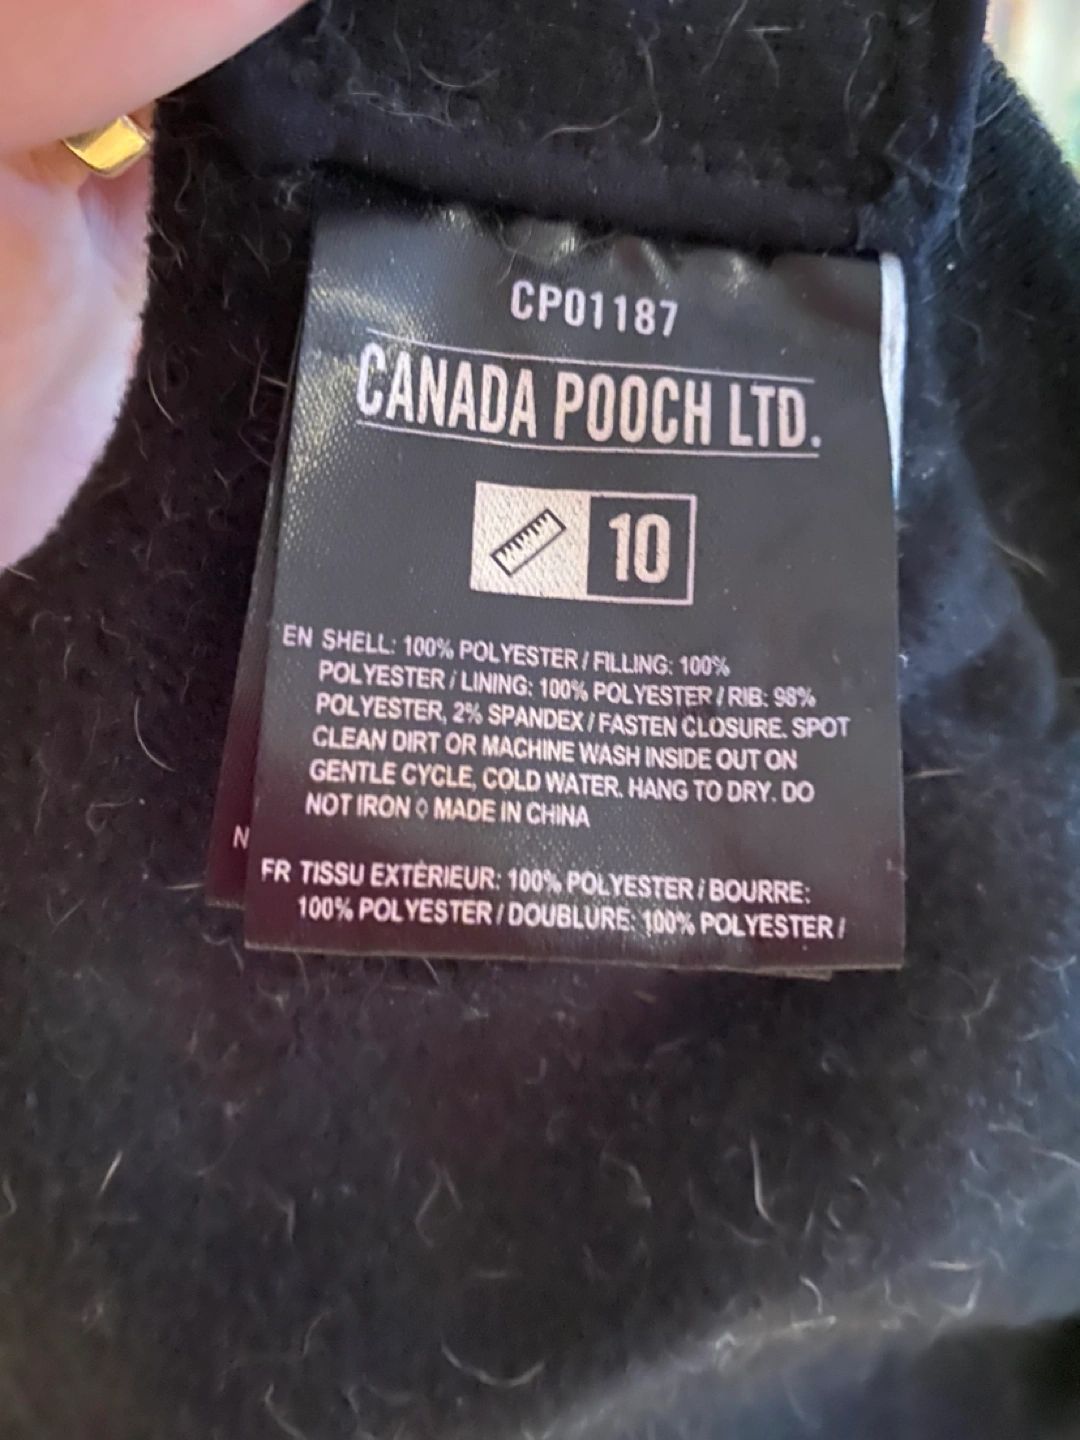 CP01187
CANADA POOCH LTD.
10
EN SHELL: 100% POLYESTER / FILLING: 100%
POLYESTER / LINING: 100% POLYESTER / RIB: 98%
POLYESTER, 2% SPANDEX / FASTEN CLOSURE. SPOT
CLEAN DIRT OR MACHINE WASH INSIDE OUT ON
GENTLE CYCLE, COLD WATER. HANG TO DRY. DO
NOT IRON ◊ MADE IN CHINA
N
FR TISSU EXTÉRIEUR: 100% POLYESTER / BOURRE:
100% POLYESTER / DOUBLURE: 100% POLYESTER /